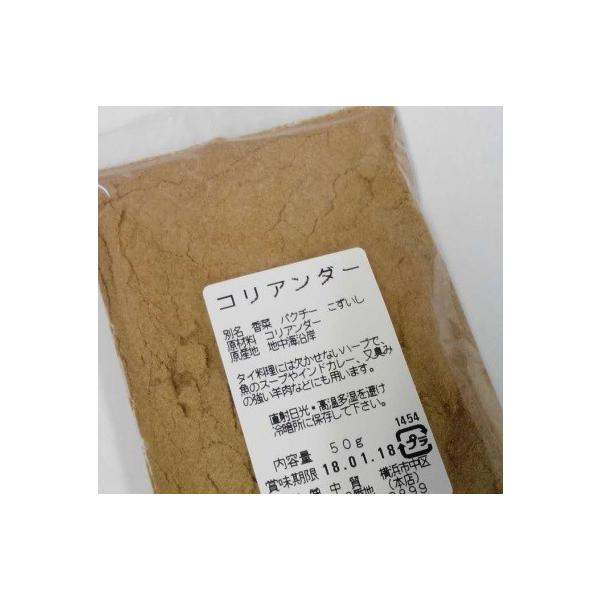 コリアンダー
別名 香菜 パクチー こずいし
原材料 コリアンダー
原産地 地中海沿岸
タイ料理には欠かせないハーブで、
魚のスープやインドカレー、又臭み
の強い羊肉などにも用います。
直射日光・高温多湿を避け
冷暗所に保存して下さい。
1454
内容量 50g
プラ
賞味期限 18.01.18
中貿 横浜市中区
番地 (本店)